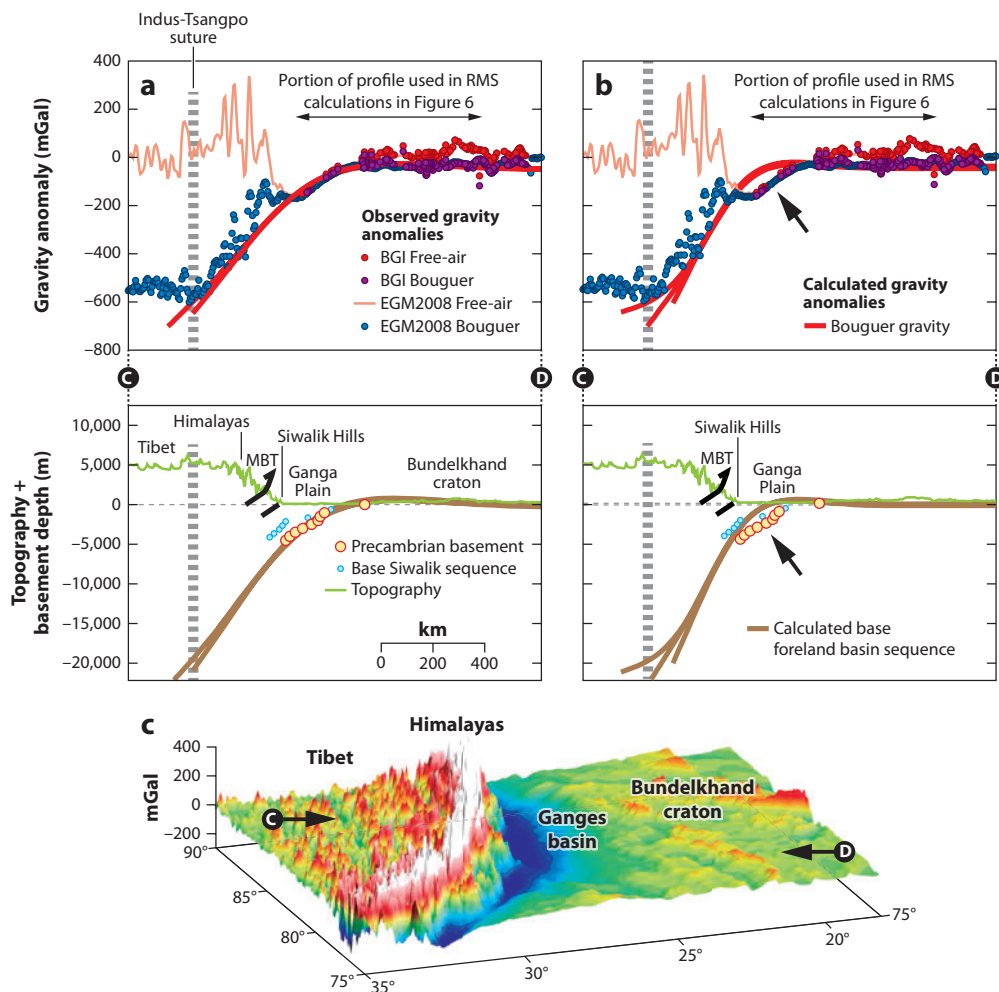 Indus-Tsangpo
suture
400
200
0
−200
−400
−600
−800
Gravity anomaly (mGal)
a
Portion of profile used in RMS
calculations in Figure 6
Observed gravity
anomalies
BGI Free-air
BGI Bouguer
EGM2008 Free-air
EGM2008 Bouguer
b
Portion of profile used in RMS
calculations in Figure 6
Calculated gravity
anomalies
Bouguer gravity
C
D
C
D
10,000
5,000
0
−5,000
−10,000
−15,000
−20,000
Topography +
basement depth (m)
Himalayas
Tibet
MBT
Siwalik Hills
Ganga
Plain
Bundelkhand
craton
Precambrian basement
Base Siwalik sequence
Topography
km
0 200 400
Siwalik Hills
MBT
Ganga
Plain
Calculated base
foreland basin sequence
c
400
200
0
−200
mGal
Tibet
Himalayas
Ganges
basin
Bundelkhand
craton
C
D
90°
85°
80°
75°
35°
30°
25°
20°
75°